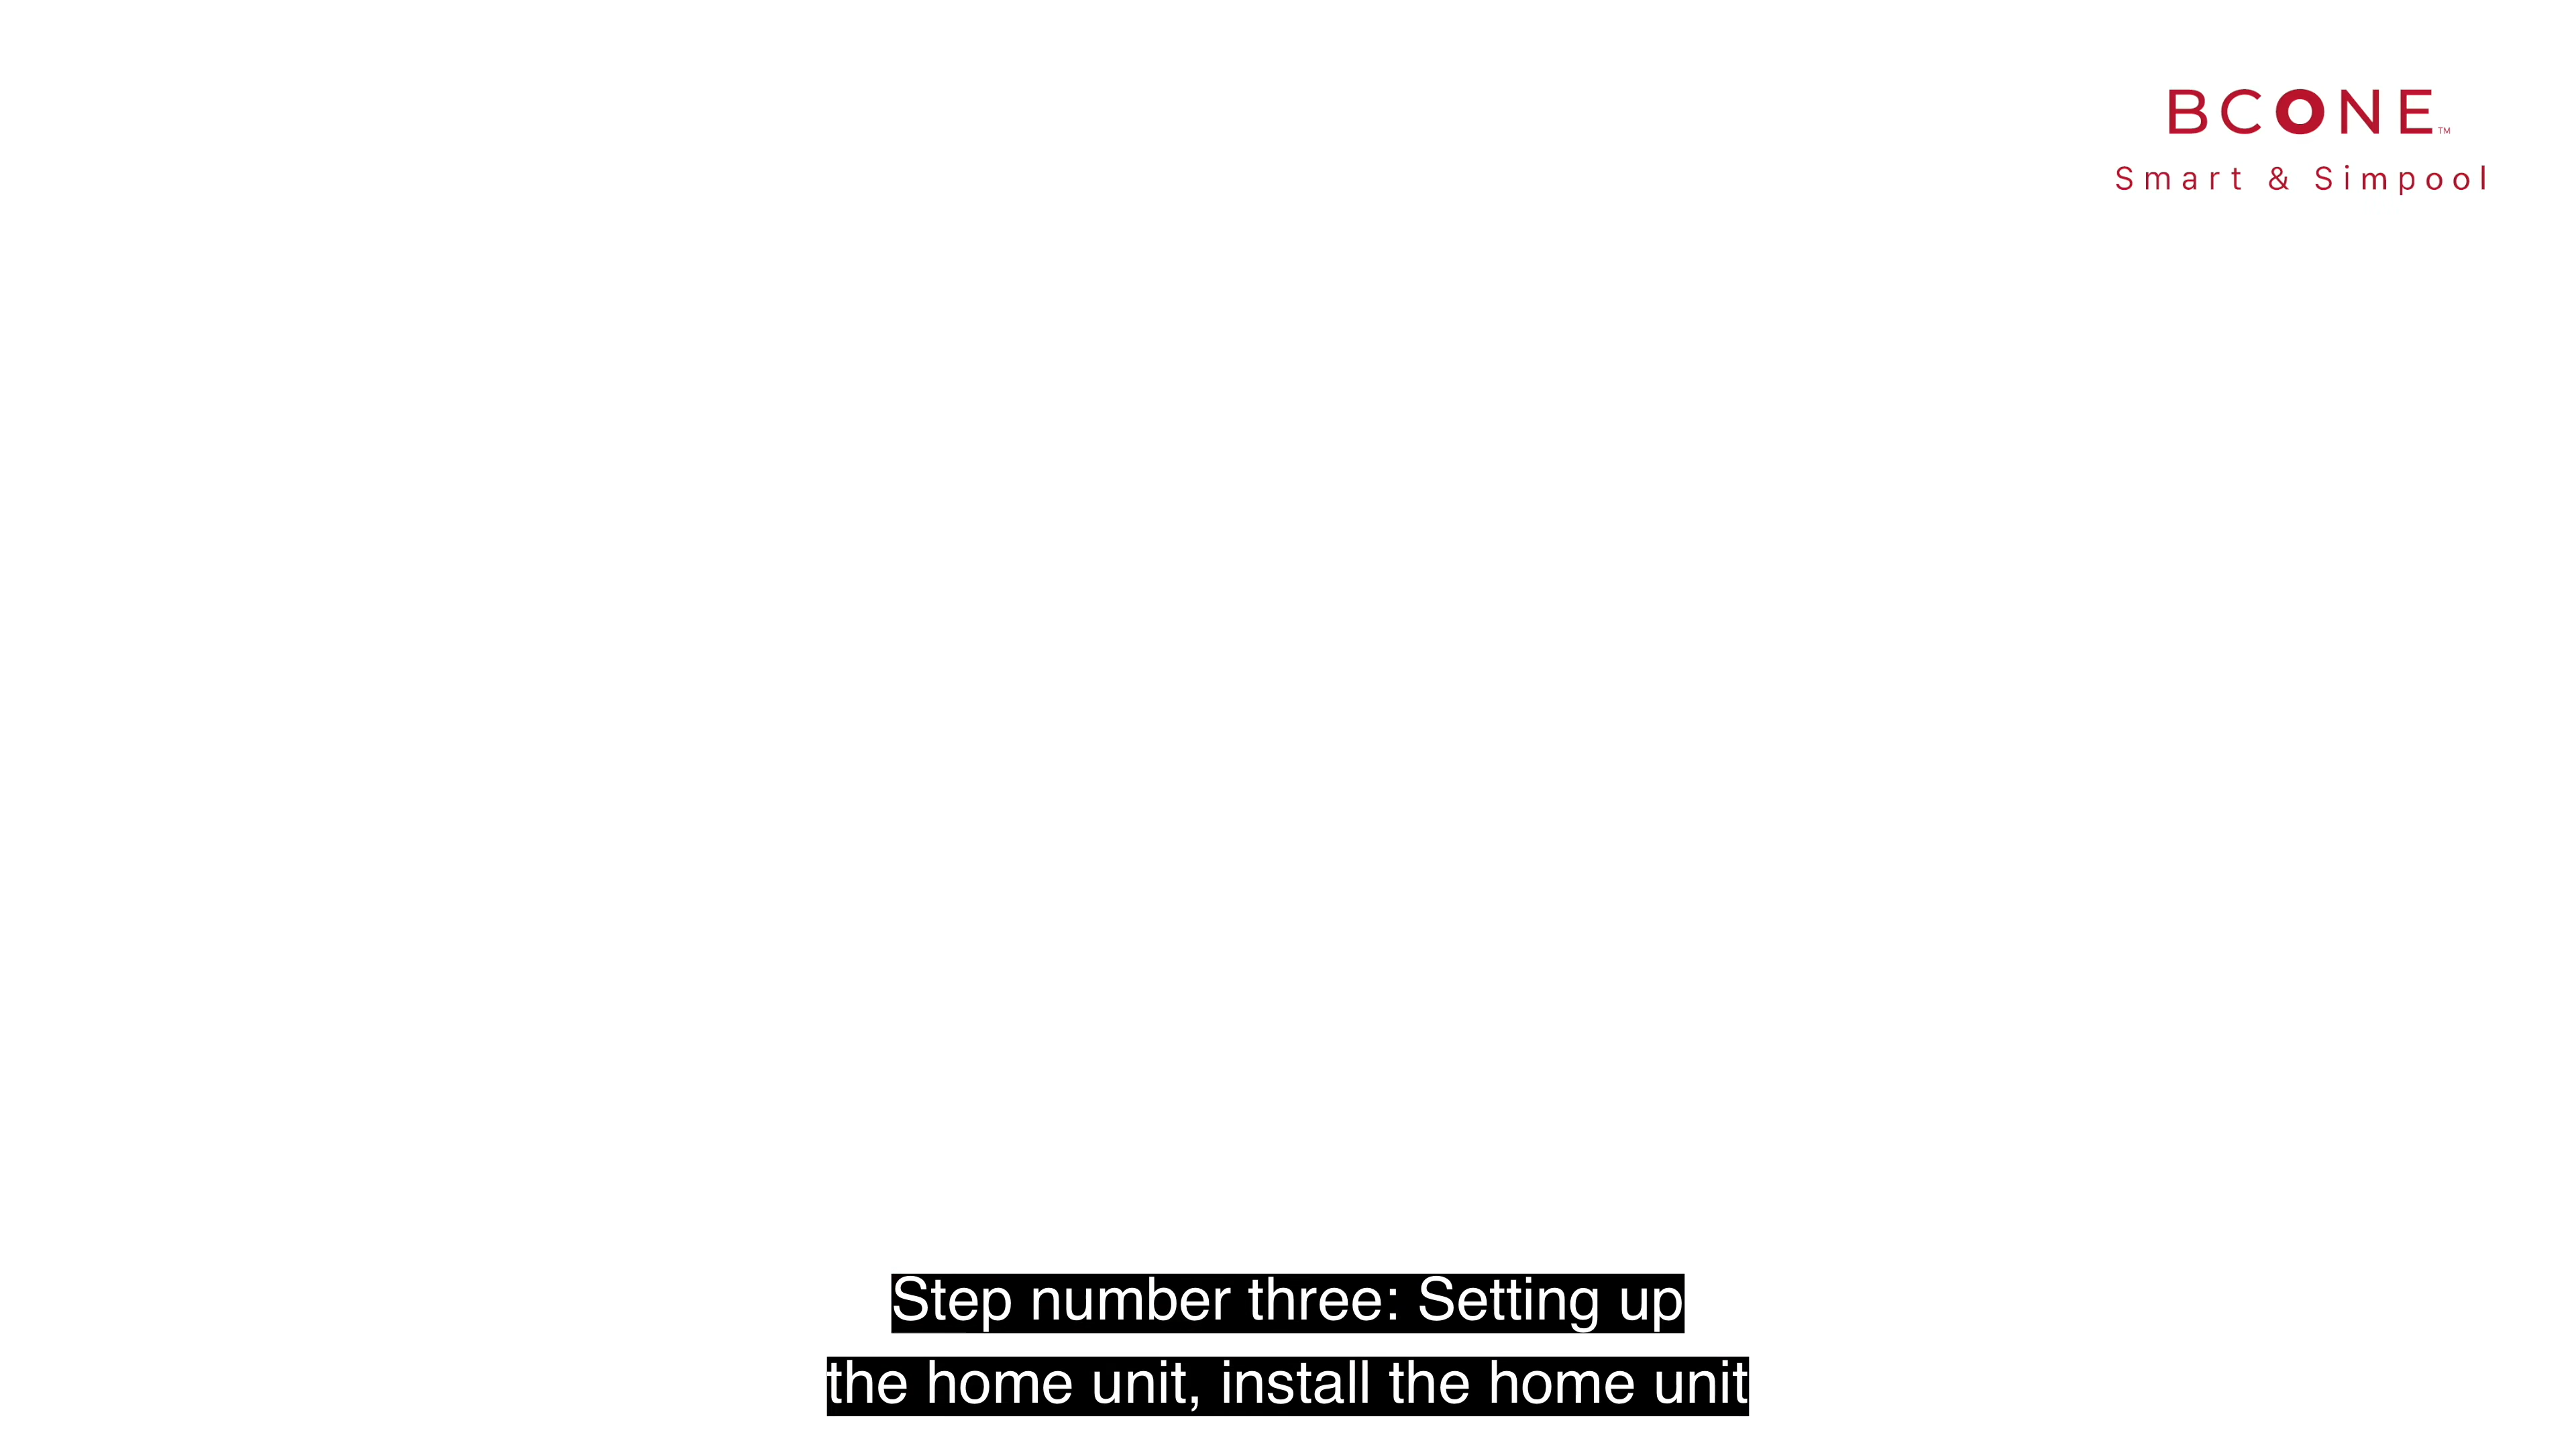 BCONE™
Smart & Simpool
Step number three: Setting up
the home unit, install the home unit